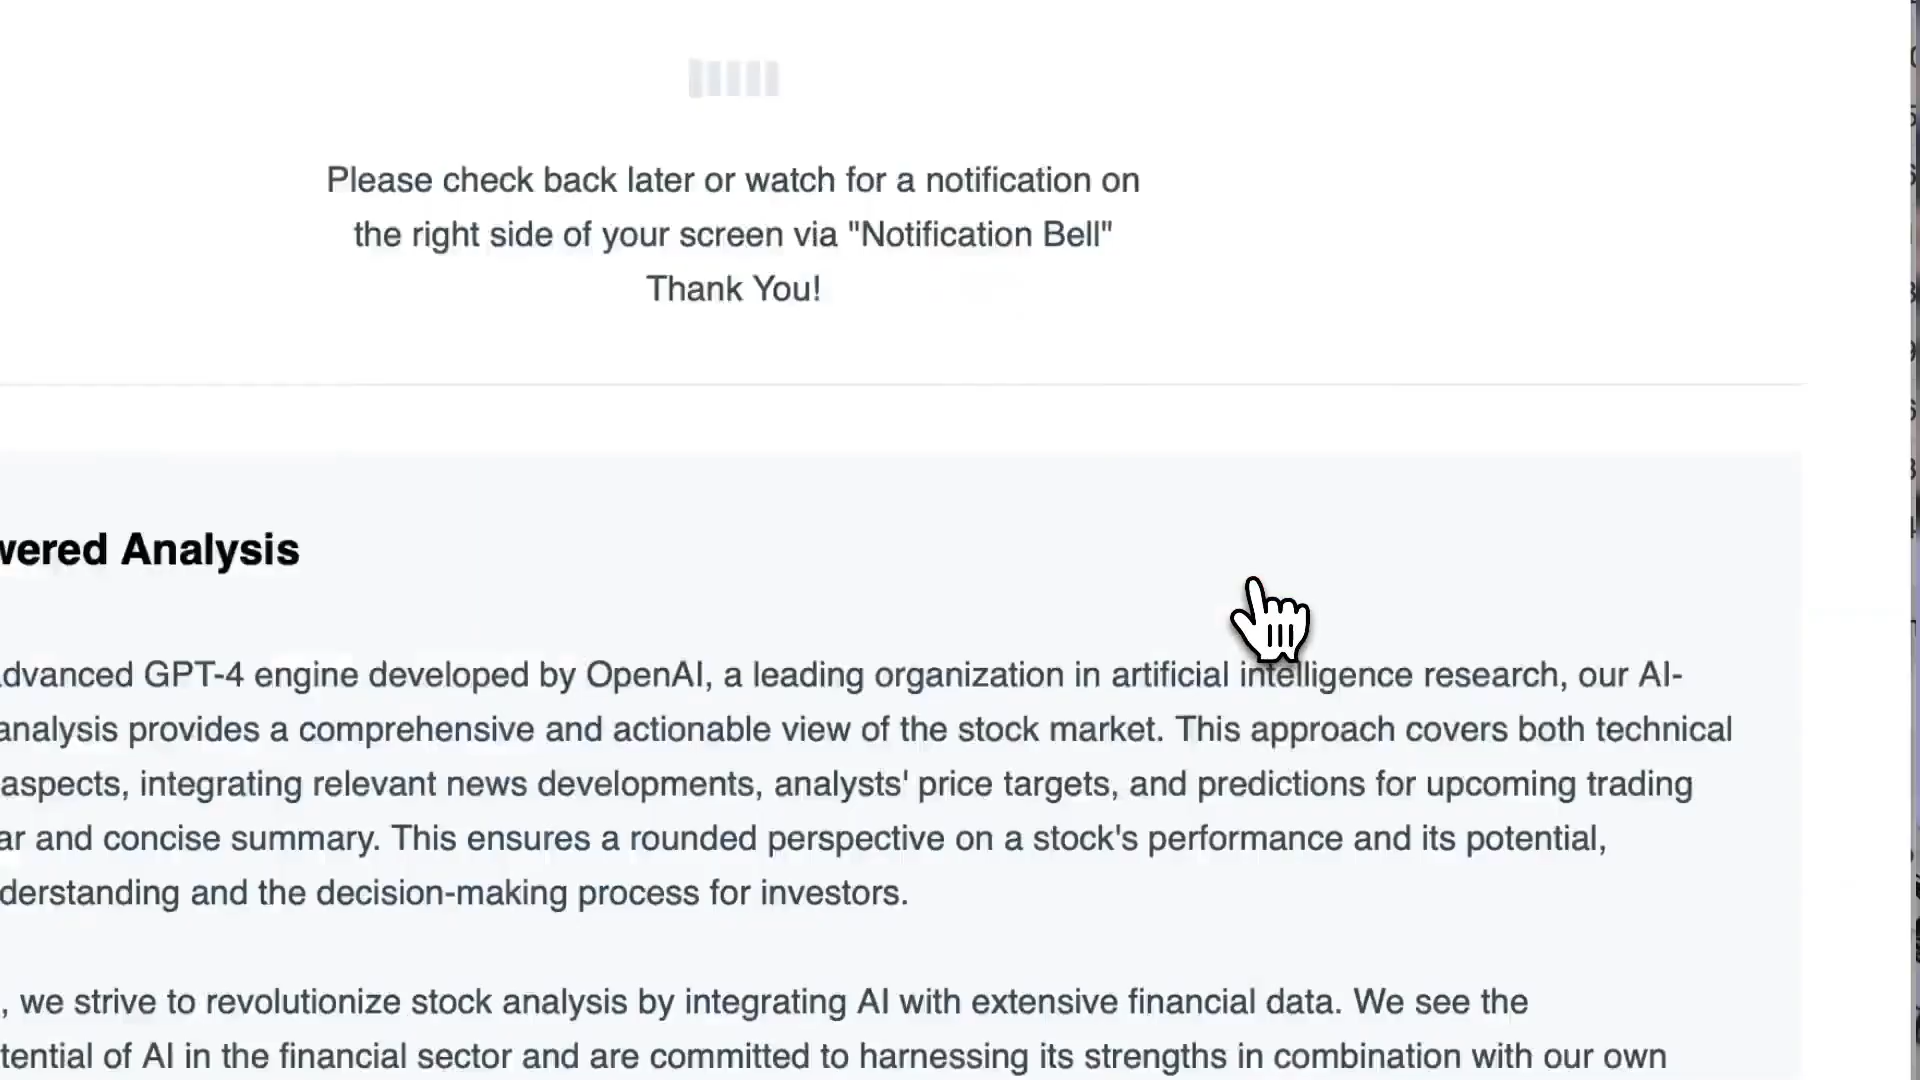 Please check back later or watch for a notification on
the right side of your screen via "Notification Bell"
Thank You!
wered Analysis
dvanced GPT-4 engine developed by OpenAI, a leading organization in artificial intelligence research, our AI-
analysis provides a comprehensive and actionable view of the stock market. This approach covers both technical
aspects, integrating relevant news developments, analysts' price targets, and predictions for upcoming trading
ar and concise summary. This ensures a rounded perspective on a stock's performance and its potential,
derstanding and the decision-making process for investors.
, we strive to revolutionize stock analysis by integrating AI with extensive financial data. We see the
tential of AI in the financial sector and are committed to harnessing its strengths in combination with our own